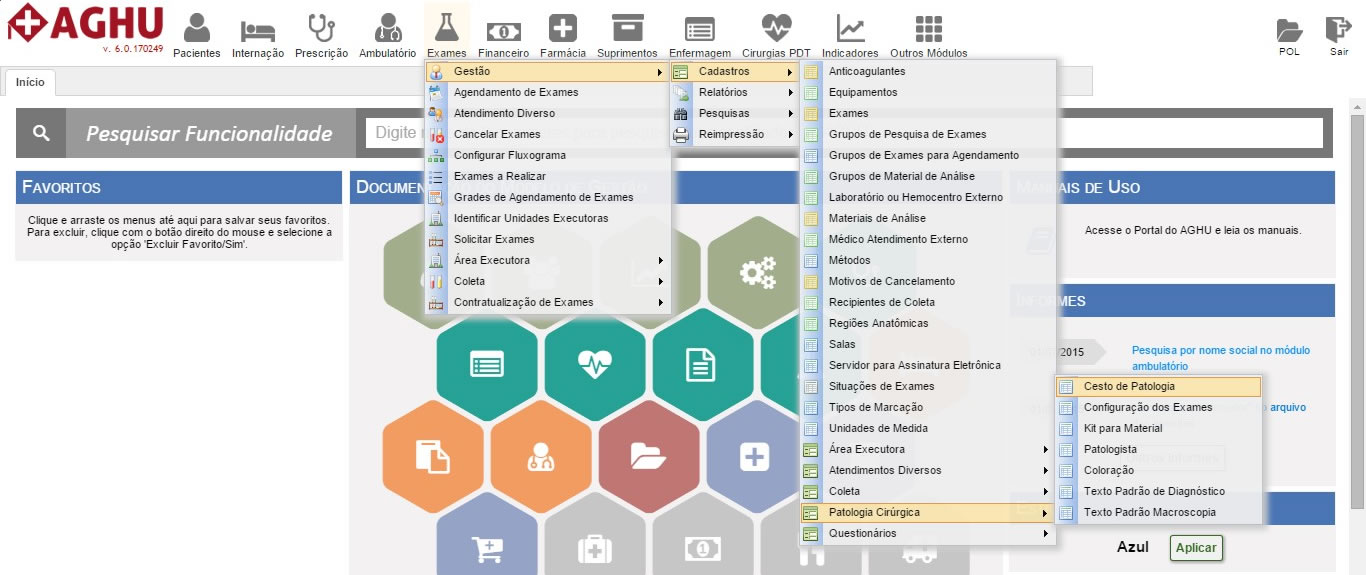 AGHU
v. 6.0.170249
Pacientes
Internação
Prescrição
Ambulatório
Exames
Financeiro
Farmácia
Suprimentos
Enfermagem
Cirurgias PDT
Indicadores
Outros Módulos
POL
Sair
Início
Pesquisar Funcionalidade
Digite
FAVORITOS
Clique e arraste os menus até aqui para salvar seus favoritos.
Para excluir, clique com o botão direito do mouse e selecione a
opção 'Excluir Favorito/Sim'.
Gestão
Agendamento de Exames
Atendimento Diverso
Cancelar Exames
Configurar Fluxograma
Exames a Realizar
Grades de Agendamento de Exames
Identificar Unidades Executoras
Solicitar Exames
Área Executora
Coleta
Contratualização de Exames
Cadastros
Relatórios
Pesquisas
Reimpressão
Anticoagulantes
Equipamentos
Exames
Grupos de Pesquisa de Exames
Grupos de Exames para Agendamento
Grupos de Material de Análise
Laboratório ou Hemocentro Externo
Materiais de Análise
Médico Atendimento Externo
Métodos
Motivos de Cancelamento
Recipientes de Coleta
Regiões Anatômicas
Salas
Servidor para Assinatura Eletrônica
Situações de Exames
Tipos de Marcação
Unidades de Medida
Área Executora
Atendimentos Diversos
Coleta
Patologia Cirúrgica
Questionários
Cesto de Patologia
Configuração dos Exames
Kit para Material
Patologista
Coloração
Texto Padrão de Diagnóstico
Texto Padrão Macroscopia
MANUAIS DE USO
Acesse o Portal do AGHU e leia os manuais.
INFORMES
2015
Pesquisa por nome social no módulo
ambulatório
arquivo
Azul
Aplicar